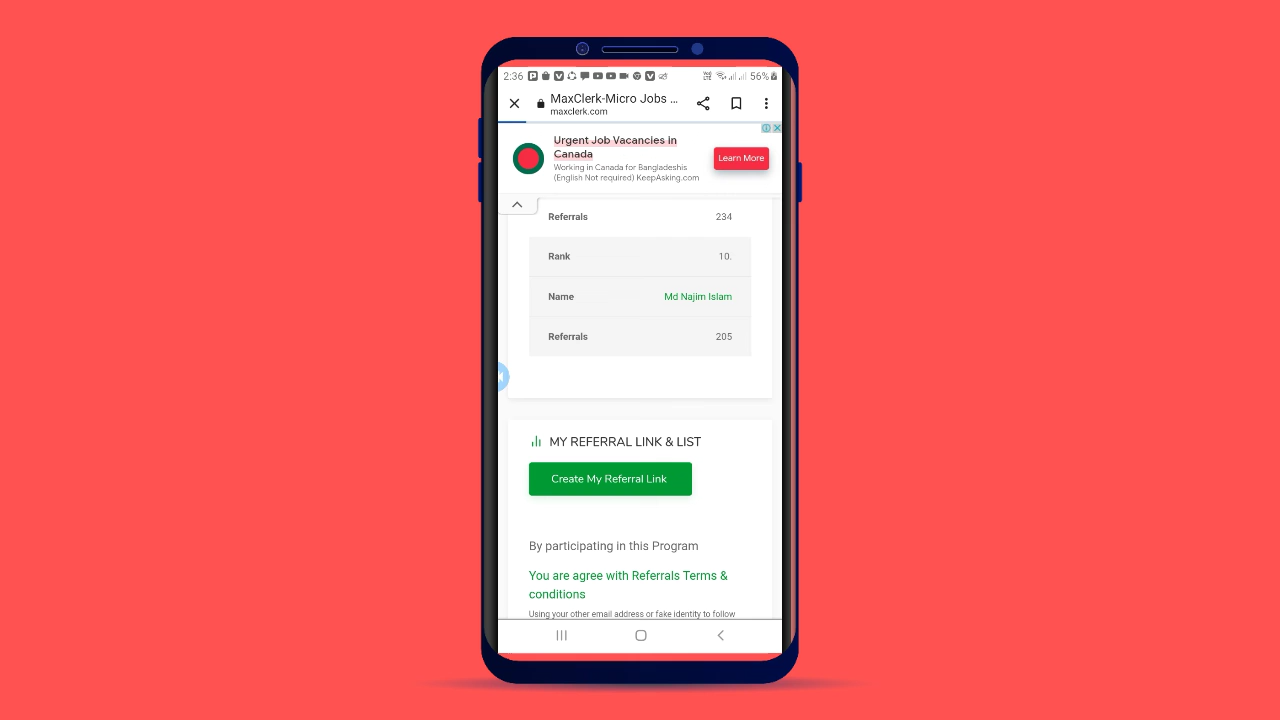 2:36
56%
MaxClerk-Micro Jobs ...
maxclerk.com
Urgent Job Vacancies in
Canada
Working in Canada for Bangladeshis
(English Not required) KeepAsking.com
Learn More
Referrals 234
Rank 10.
Name Md Najim Islam
Referrals 205
MY REFERRAL LINK & LIST
Create My Referral Link
By participating in this Program
You are agree with Referrals Terms &
conditions
Using your other email address or fake identity to follow